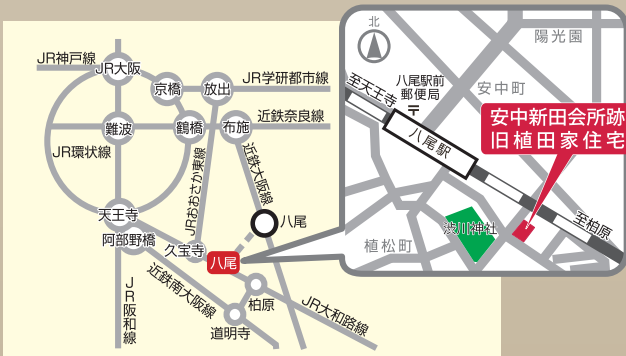 JR神戸線
JR大阪
京橋
放出
JR学研都市線
難波
鶴橋
布施
近鉄奈良線
JR環状線
JRおおさか東線
近鉄大阪線
天王寺
阿部野橋
久宝寺
八尾
八尾
近鉄南大阪線
JR阪和線
柏原
道明寺
JR大和路線
北
陽光園
至天王寺
八尾駅前
郵便局
〒
安中町
八尾駅
安中新田会所跡
旧植田家住宅
渋川神社
植松町
至柏原